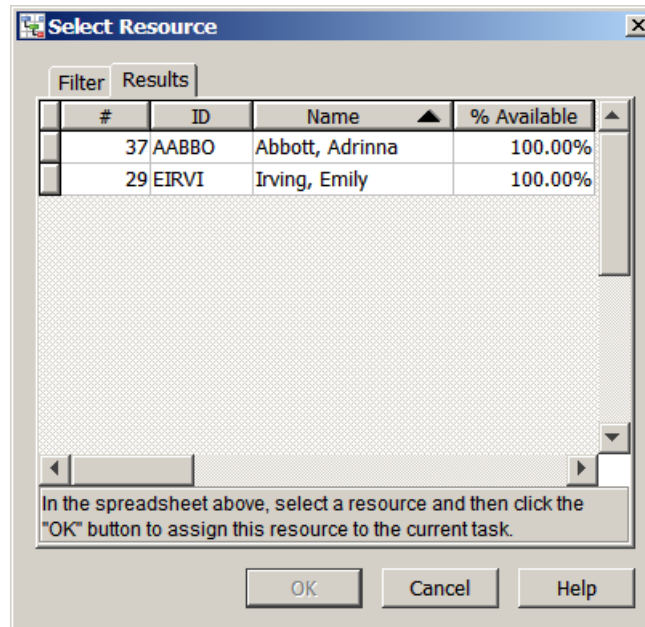 Select Resource
Filter Results
# ID Name % Available
37 AABBO Abbott, Adrinna 100.00%
29 EIRVI Irving, Emily 100.00%
In the spreadsheet above, select a resource and then click the
"OK" button to assign this resource to the current task.
OK Cancel Help